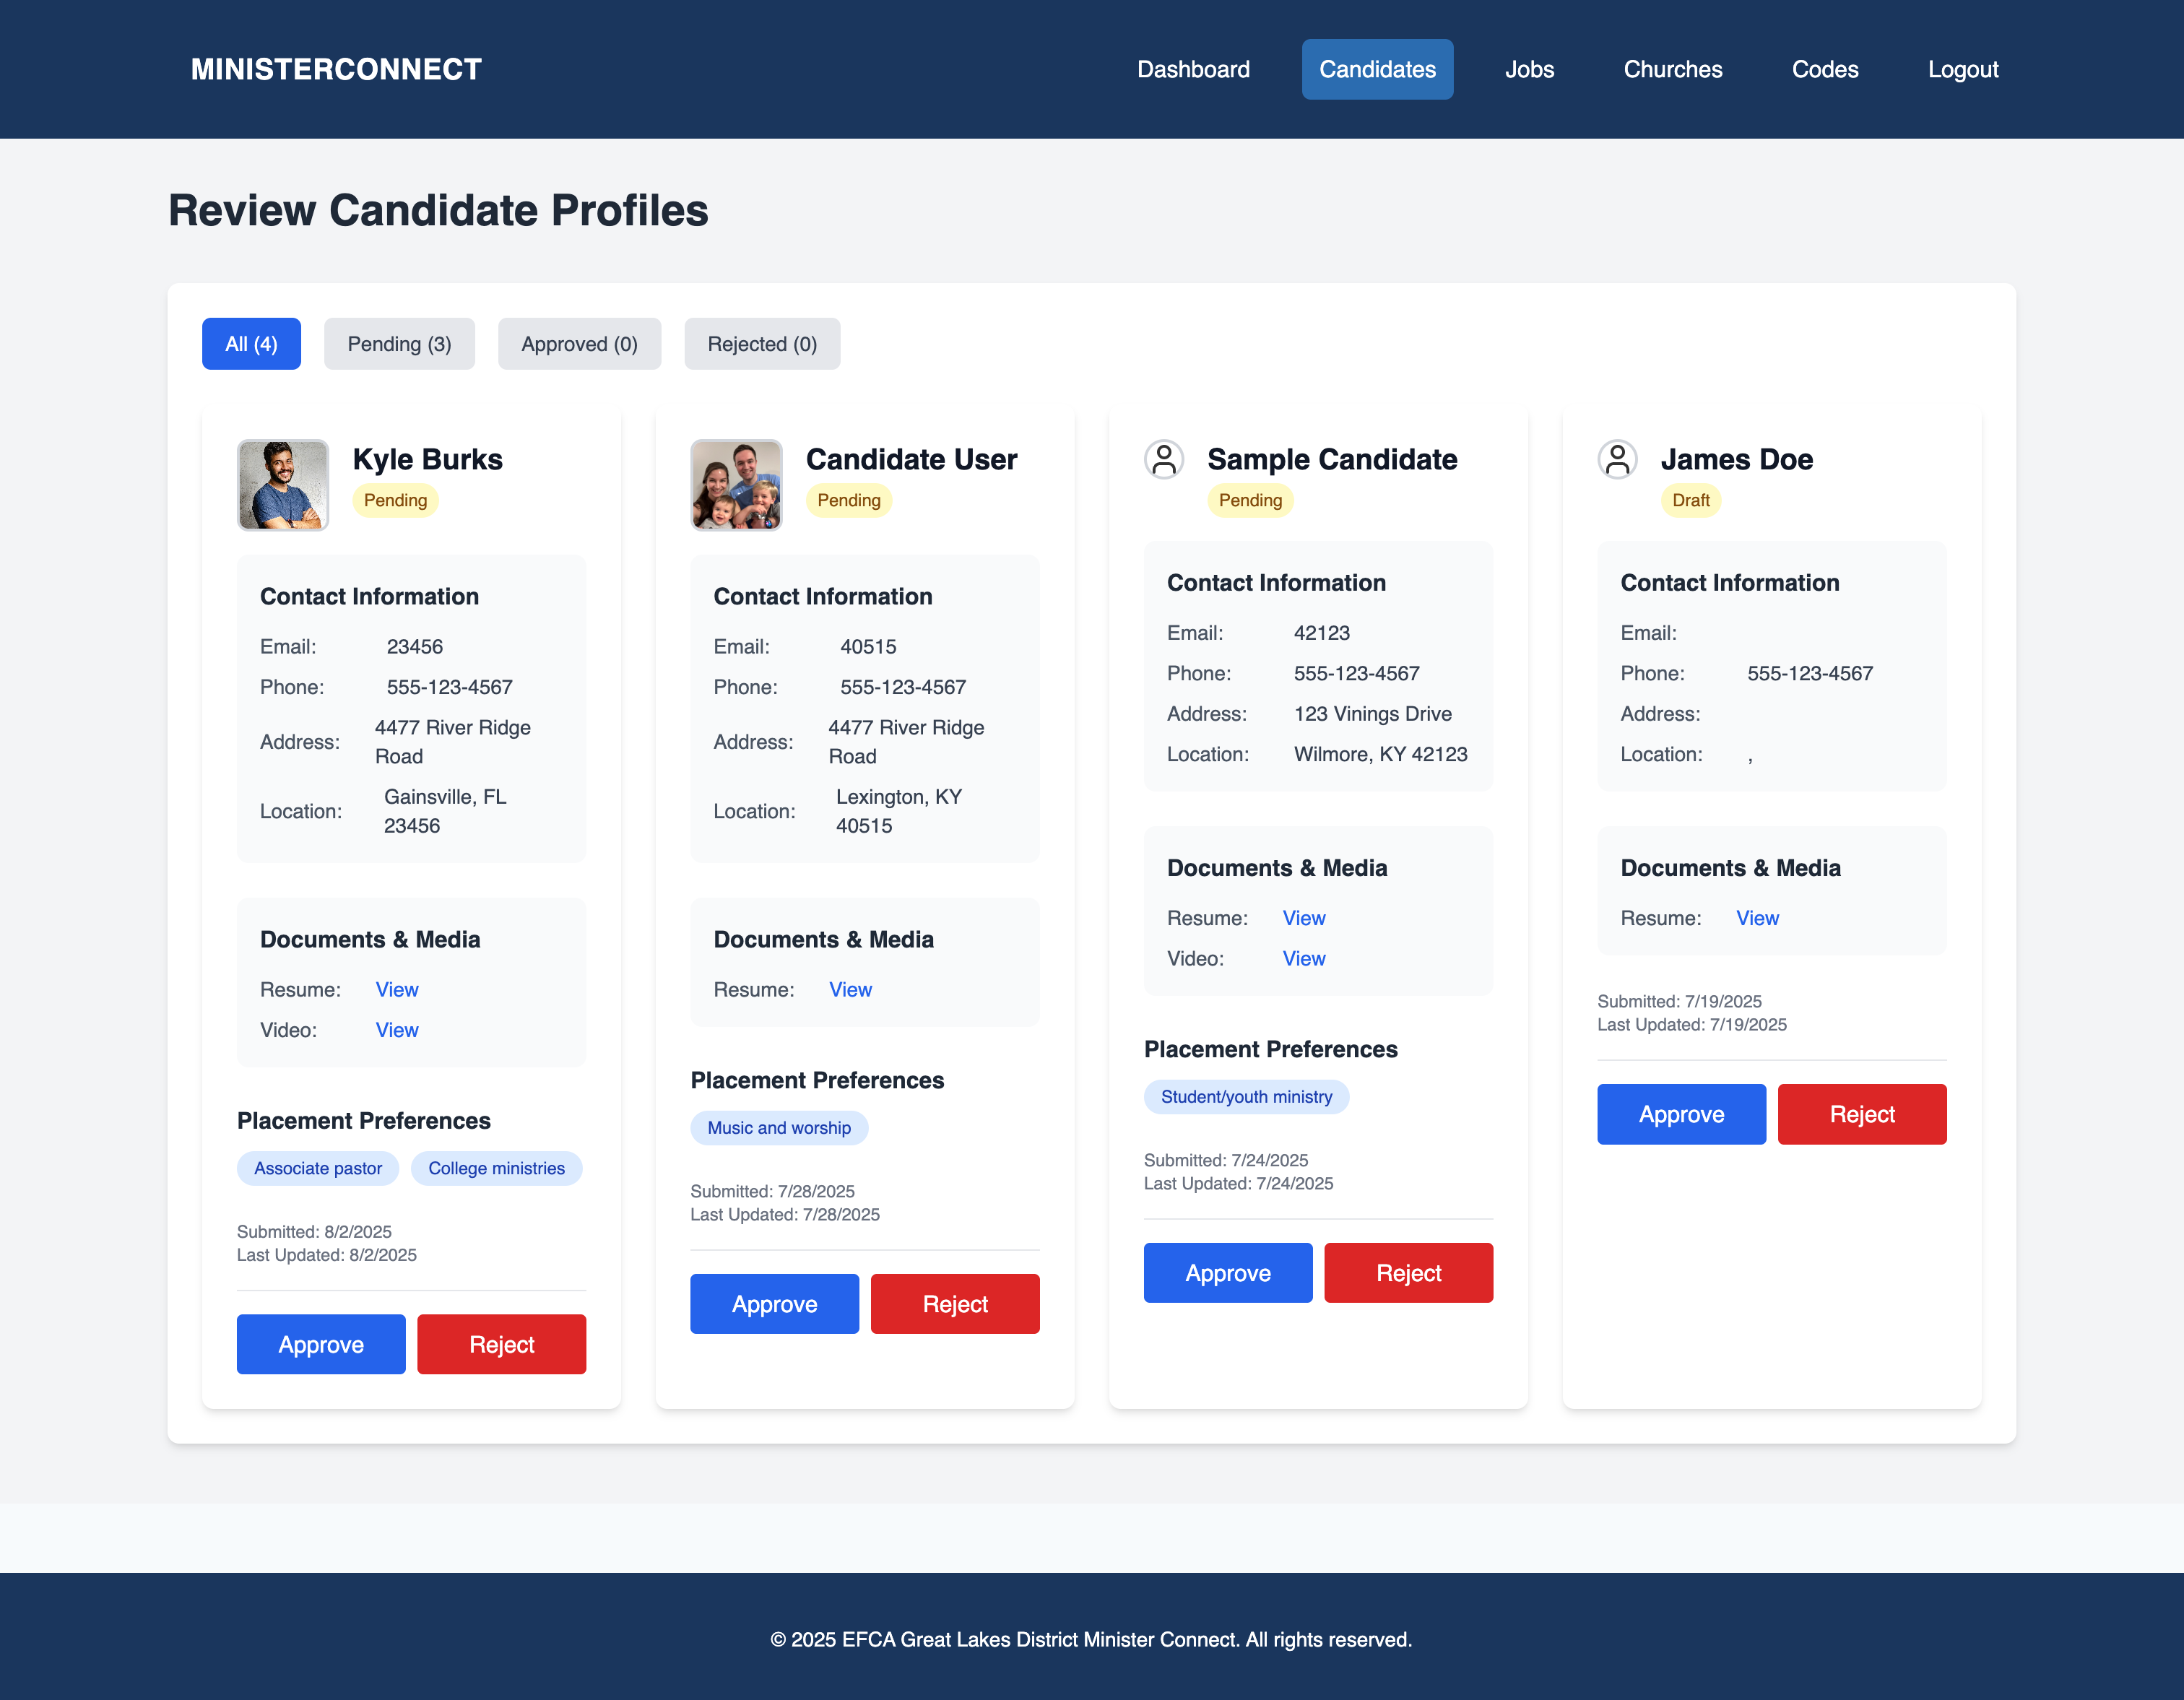 MINISTERCONNECT
Dashboard Candidates Jobs Churches Codes Logout
Review Candidate Profiles
All (4) Pending (3) Approved (0) Rejected (0)
Kyle Burks
Pending
Contact Information
Email: 23456
Phone: 555-123-4567
Address: 4477 River Ridge
Road
Location: Gainsville, FL
23456
Documents & Media
Resume: View
Video: View
Placement Preferences
Associate pastor College ministries
Submitted: 8/2/2025
Last Updated: 8/2/2025
Approve Reject
Candidate User
Pending
Contact Information
Email: 40515
Phone: 555-123-4567
Address: 4477 River Ridge
Road
Location: Lexington, KY
40515
Documents & Media
Resume: View
Placement Preferences
Music and worship
Submitted: 7/28/2025
Last Updated: 7/28/2025
Approve Reject
Sample Candidate
Pending
Contact Information
Email: 42123
Phone: 555-123-4567
Address: 123 Vinings Drive
Location: Wilmore, KY 42123
Documents & Media
Resume: View
Video: View
Placement Preferences
Student/youth ministry
Submitted: 7/24/2025
Last Updated: 7/24/2025
Approve Reject
James Doe
Draft
Contact Information
Email:
Phone: 555-123-4567
Address:
Location: ,
Documents & Media
Resume: View
Submitted: 7/19/2025
Last Updated: 7/19/2025
Approve Reject
© 2025 EFCA Great Lakes District Minister Connect. All rights reserved.